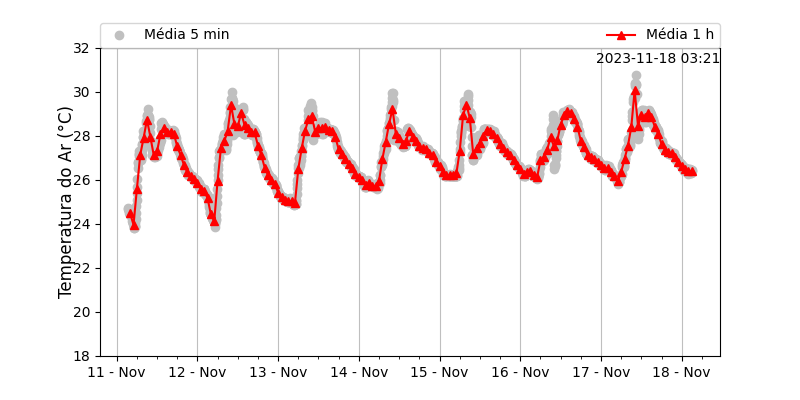 Média 5 min
Média 1 h
2023-11-18 03:21
Temperatura do Ar (°C)
32
30
28
26
24
22
20
18
11 - Nov
12 - Nov
13 - Nov
14 - Nov
15 - Nov
16 - Nov
17 - Nov
18 - Nov